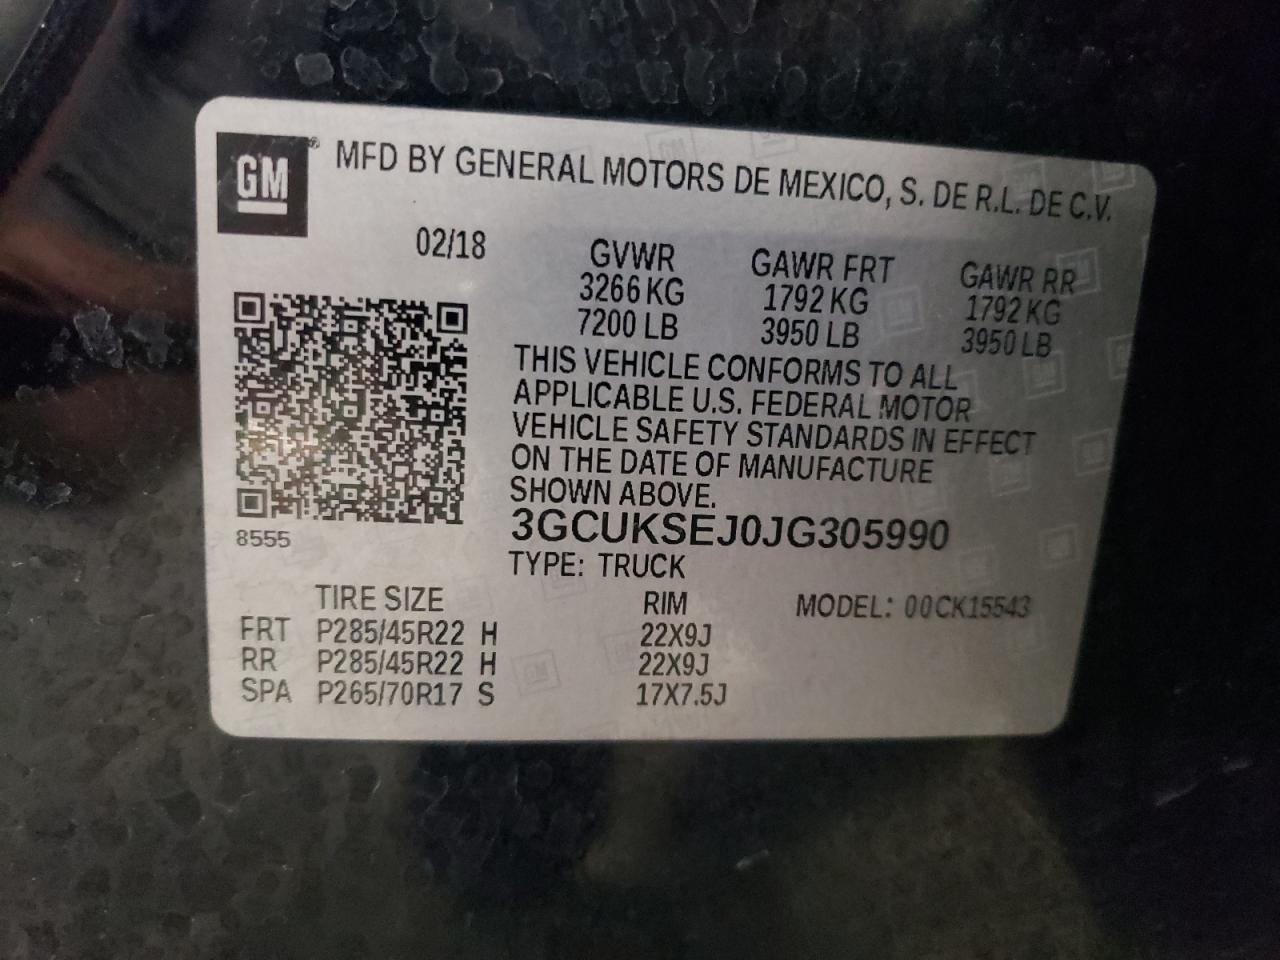 GM® MFD BY GENERAL MOTORS DE MEXICO, S. DE R.L. DE C.V.
02/18 GVWR GAWR FRT GAWR RR
3266 KG 1792 KG 1792 KG
7200 LB 3950 LB 3950 LB
THIS VEHICLE CONFORMS TO ALL
APPLICABLE U.S. FEDERAL MOTOR
VEHICLE SAFETY STANDARDS IN EFFECT
ON THE DATE OF MANUFACTURE
SHOWN ABOVE.
3GCUKSEJ0JG305990
8555
TYPE: TRUCK
TIRE SIZE RIM MODEL: 00CK15543
FRT P285/45R22 H 22X9J
RR P285/45R22 H 22X9J
SPA P265/70R17 S 17X7.5J